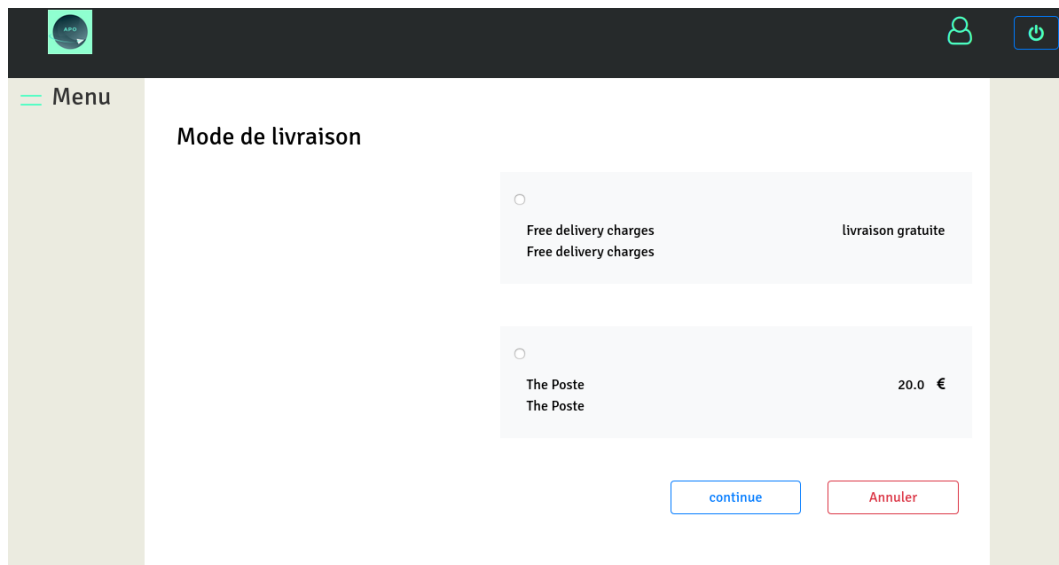 APO
Menu
Mode de livraison
Free delivery charges livraison gratuite
Free delivery charges
The Poste 20.0 €
The Poste
continue Annuler